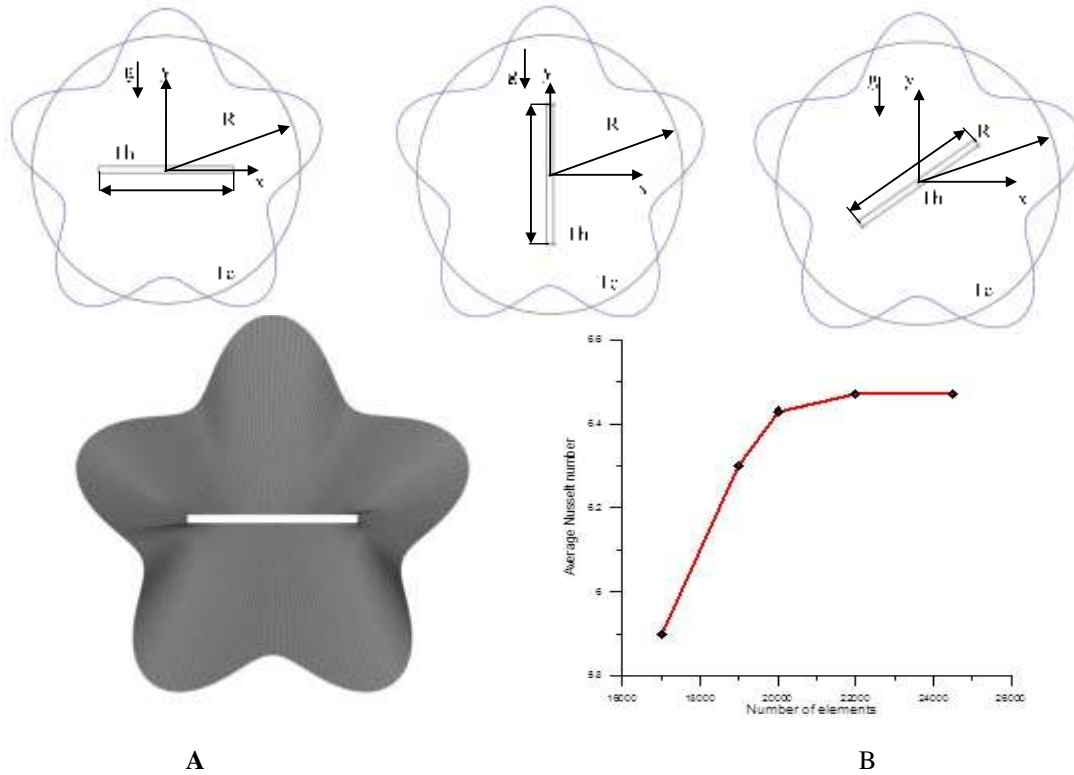 g
y
R
Th
x
Tc
g
y
R
x
Th
Tc
y
R
Th
x
Tc
6.6
6.4
6.2
6
5.8
Average Nusselt number
16000 18000 20000 22000 24000 26000
Number of elements
A
B